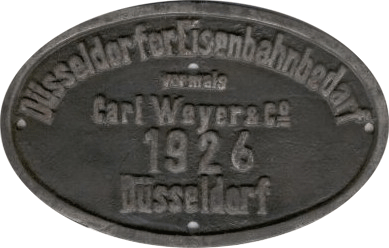 Düsseldorfer Eisenbahnbedarf
vormals
Carl Weyer & Co
1926
Düsseldorf